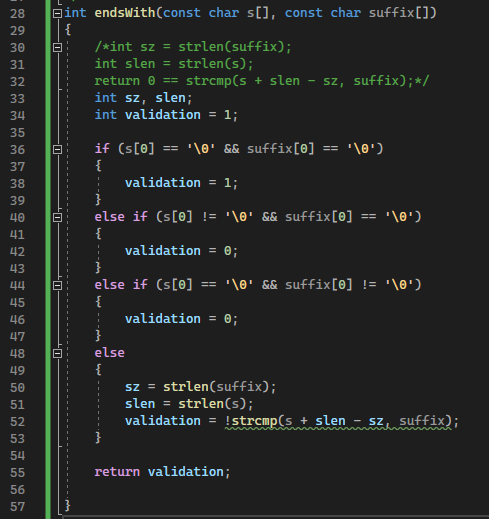 28 int endsWith(const char s[], const char suffix[])
29 {
30 /*int sz = strlen(suffix);
31 int slen = strlen(s);
32 return 0 == strcmp(s + slen - sz, suffix);*/
33 int sz, slen;
34 int validation = 1;
35
36 if (s[0] == '\0' && suffix[0] == '\0')
37 {
38 validation = 1;
39 }
40 else if (s[0] != '\0' && suffix[0] == '\0')
41 {
42 validation = 0;
43 }
44 else if (s[0] == '\0' && suffix[0] != '\0')
45 {
46 validation = 0;
47 }
48 else
49 {
50 sz = strlen(suffix);
51 slen = strlen(s);
52 validation = !strcmp(s + slen - sz, suffix);
53 }
54
55 return validation;
56
57 }